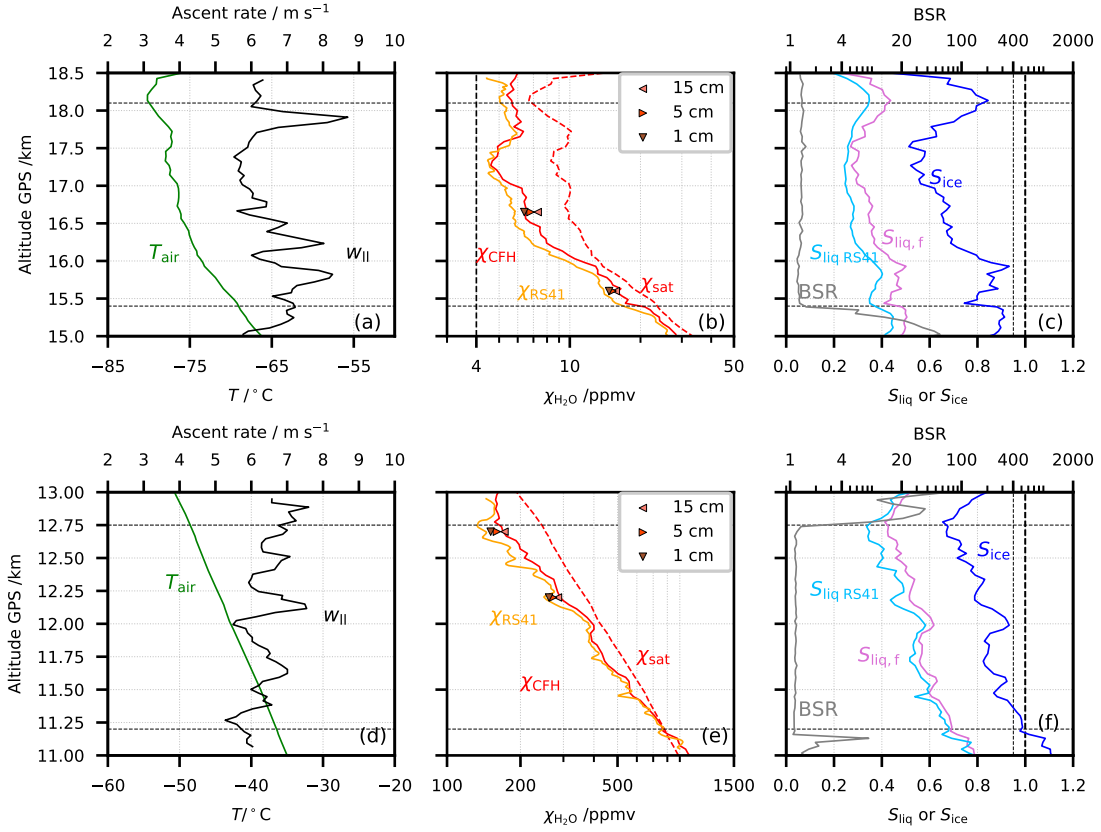 Ascent rate / m s⁻¹
2 3 4 5 6 7 8 9 10
BSR
1 4 20 100 400 2000
Altitude GPS /km
18.5
18.0
17.5
17.0
16.5
16.0
15.5
15.0
T_air
w_ll
(a)
−85 −75 −65 −55
T /°C
15 cm
5 cm
1 cm
χ_CFH
χ_RS41
χ_sat
(b)
4 10 50
χ_H₂O /ppmv
S_ice
S_liq, f
S_liq RS41
BSR
(c)
0.0 0.2 0.4 0.6 0.8 1.0 1.2
S_liq or S_ice
Ascent rate / m s⁻¹
2 3 4 5 6 7 8 9 10
BSR
1 4 20 100 400 2000
Altitude GPS /km
13.00
12.75
12.50
12.25
12.00
11.75
11.50
11.25
11.00
T_air
w_ll
(d)
−60 −50 −40 −30 −20
T/°C
15 cm
5 cm
1 cm
χ_RS41
χ_sat
χ_CFH
(e)
100 200 500 1500
χ_H₂O /ppmv
S_ice
S_liq RS41
S_liq, f
BSR
(f)
0.0 0.2 0.4 0.6 0.8 1.0 1.2
S_liq or S_ice